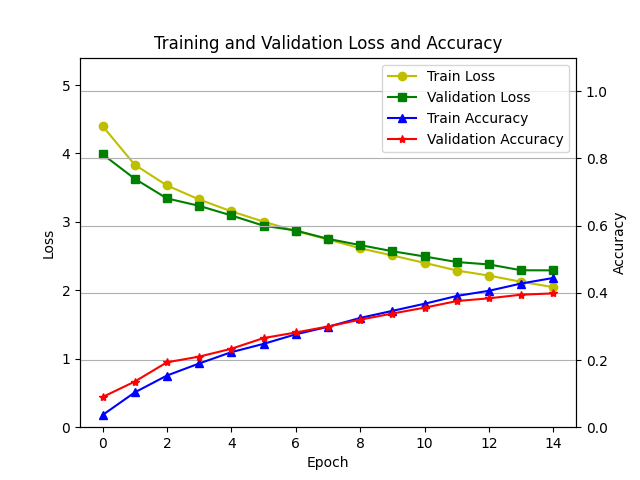 Training and Validation Loss and Accuracy
Train Loss
Validation Loss
Train Accuracy
Validation Accuracy
5
4
3
2
1
0
Loss
1.0
0.8
0.6
0.4
0.2
0.0
Accuracy
0 2 4 6 8 10 12 14
Epoch